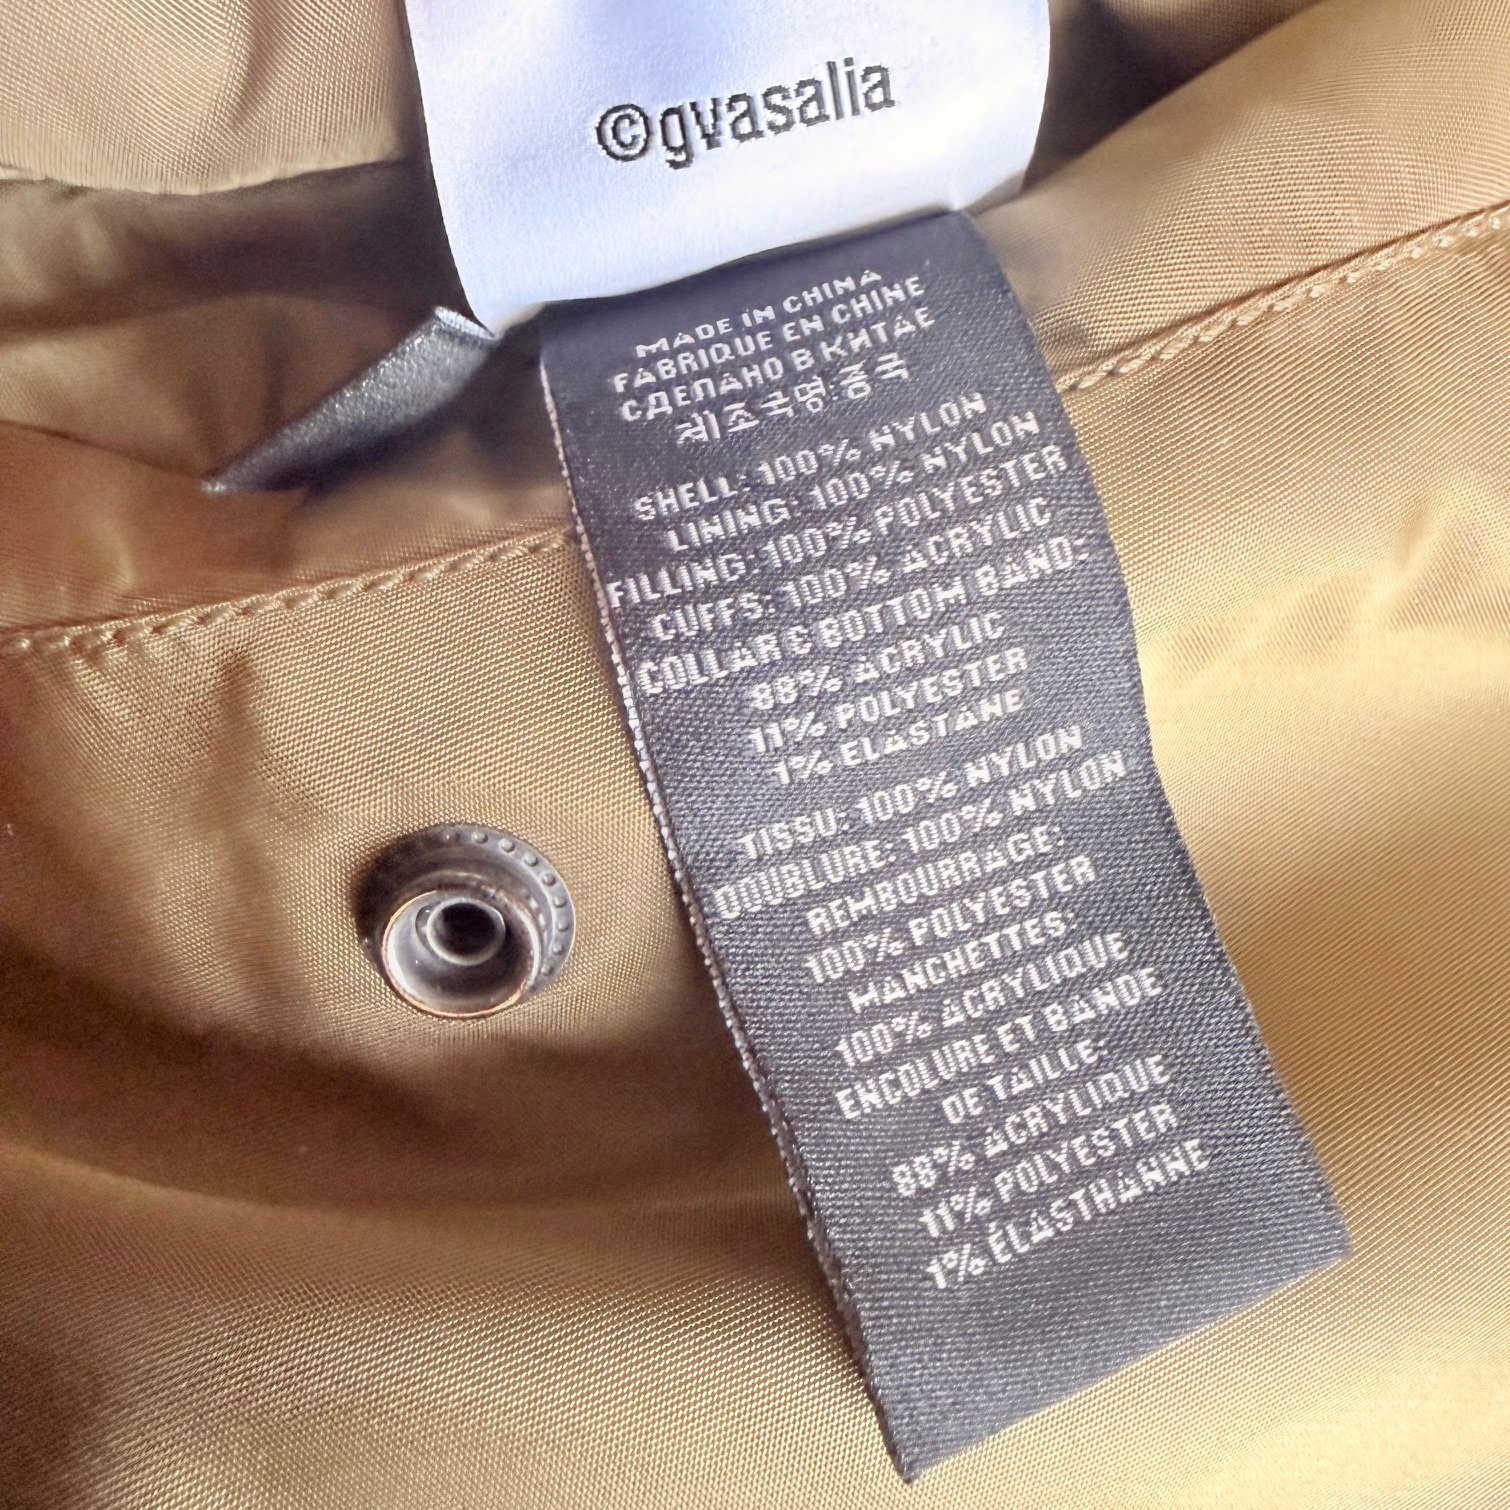 ©gvasalia
MADE IN CHINA
FABRIQUE EN CHINE
СДЕЛАНО В КИТАЕ
제조국명:중국
SHELL: 100% NYLON
LINING: 100% NYLON
FILLING: 100% POLYESTER
CUFFS: 100% ACRYLIC
COLLAR & BOTTOM BAND:
88% ACRYLIC
11% POLYESTER
1% ELASTANE
TISSU: 100% NYLON
DOUBLURE: 100% NYLON
REMBOURRAGE:
100% POLYESTER
MANCHETTES:
100% ACRYLIQUE
ENCOLURE ET BANDE
DE TAILLE:
88% ACRYLIQUE
11% POLYESTER
1% ÉLASTHANNE